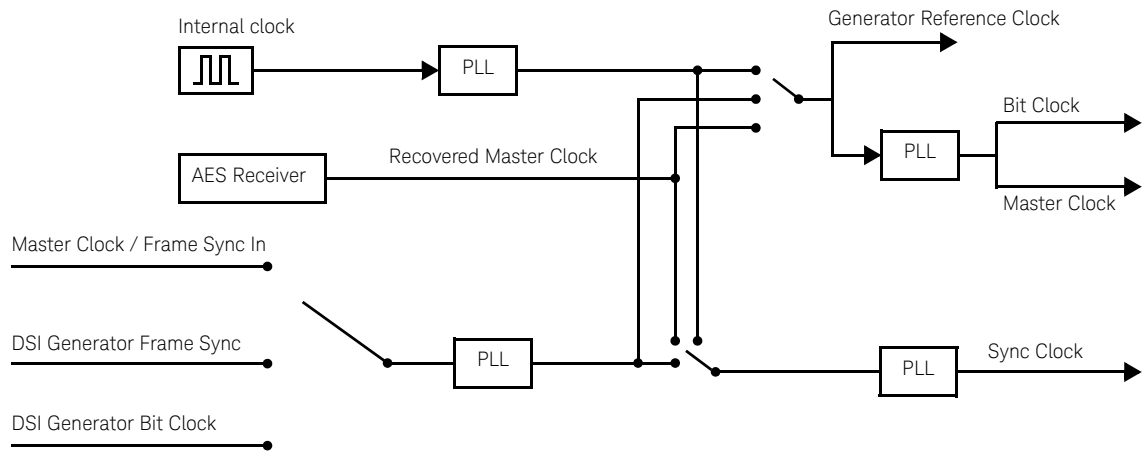 Internal clock
PLL
Generator Reference Clock
Bit Clock
PLL
Master Clock
AES Receiver
Recovered Master Clock
Master Clock / Frame Sync In
DSI Generator Frame Sync
PLL
PLL
Sync Clock
DSI Generator Bit Clock